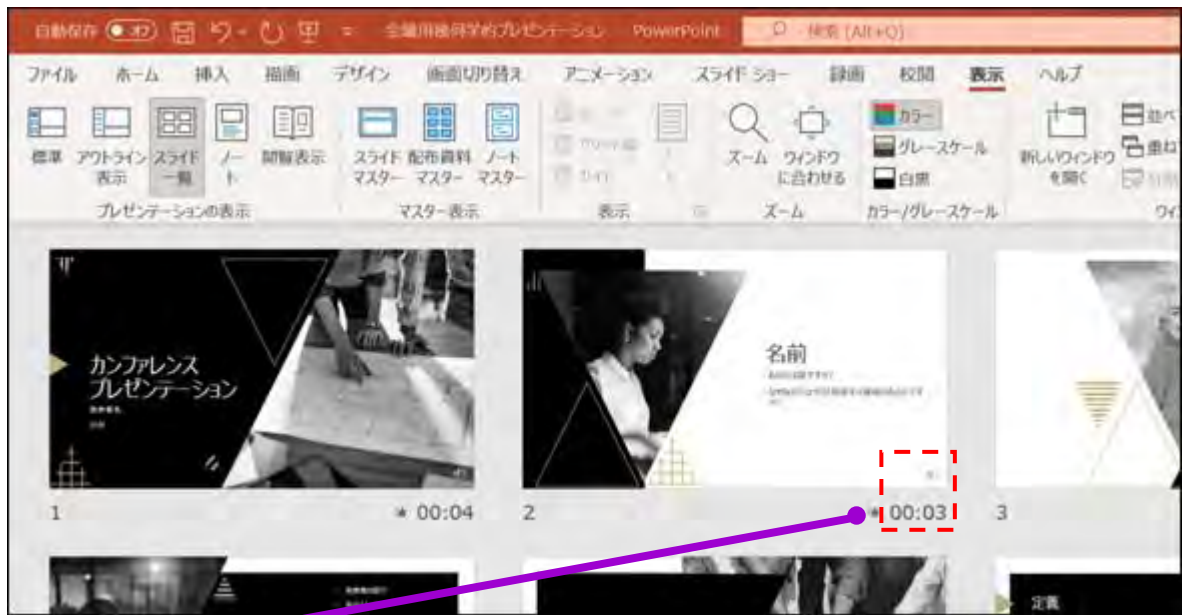 自動保存 オフ 会議用幾何学的プレゼンテーション PowerPoint 検索 (Alt+Q)
ファイル ホーム 挿入 描画 デザイン 画面切り替え アニメーション スライド ショー 録画 校閲 表示 ヘルプ
標準 アウトライン表示 スライド一覧 ノート 閲覧表示 スライドマスター 配布資料マスター ノートマスター ズーム ウィンドウに合わせる カラー グレースケール 白黒 新しいウィンドウを開く 並べ 重ね
プレゼンテーションの表示 マスター表示 表示 ズーム カラー/グレースケール ウィ
カンファレンス
プレゼンテーション
名前
1 00:04 2 00:03 3
定義